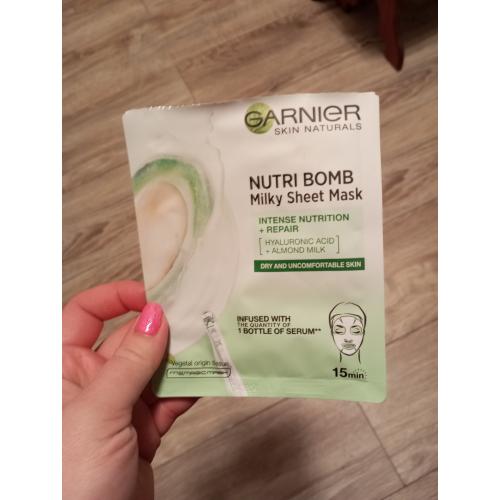 GARNIER
SKIN NATURALS
NUTRI BOMB
Milky Sheet Mask
INTENSE NUTRITION
+ REPAIR
[ HYALURONIC ACID
+ ALMOND MILK ]
DRY AND UNCOMFORTABLE SKIN
INFUSED WITH
THE QUANTITY OF
1 BOTTLE OF SERUM**
Vegetal origin tissue
15min